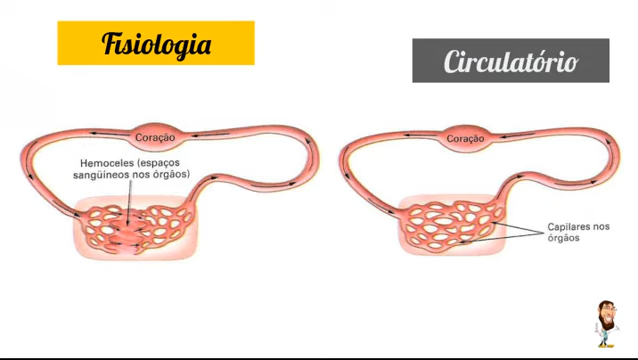 Fisiologia
Circulatório
Coração
Hemoceles (espaços
sangüíneos nos órgãos)
Coração
Capilares nos
órgãos